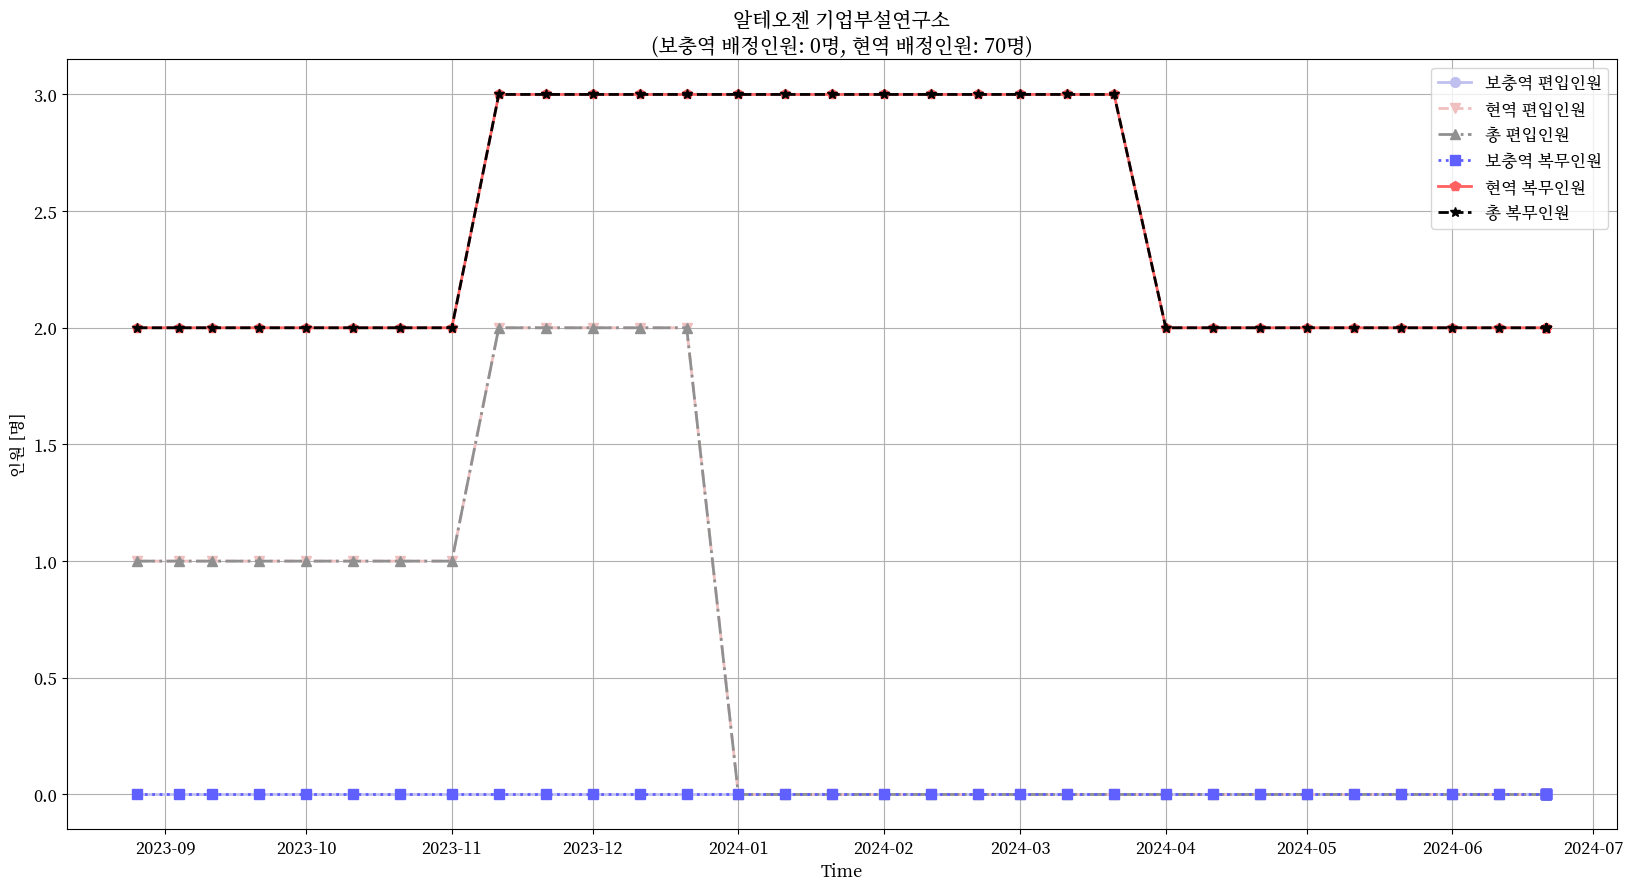 알테오젠 기업부설연구소
(보충역 배정인원: 0명, 현역 배정인원: 70명)
보충역 편입인원
현역 편입인원
총 편입인원
보충역 복무인원
현역 복무인원
총 복무인원
인원 [명]
3.0
2.5
2.0
1.5
1.0
0.5
0.0
2023-09
2023-10
2023-11
2023-12
2024-01
2024-02
2024-03
2024-04
2024-05
2024-06
2024-07
Time